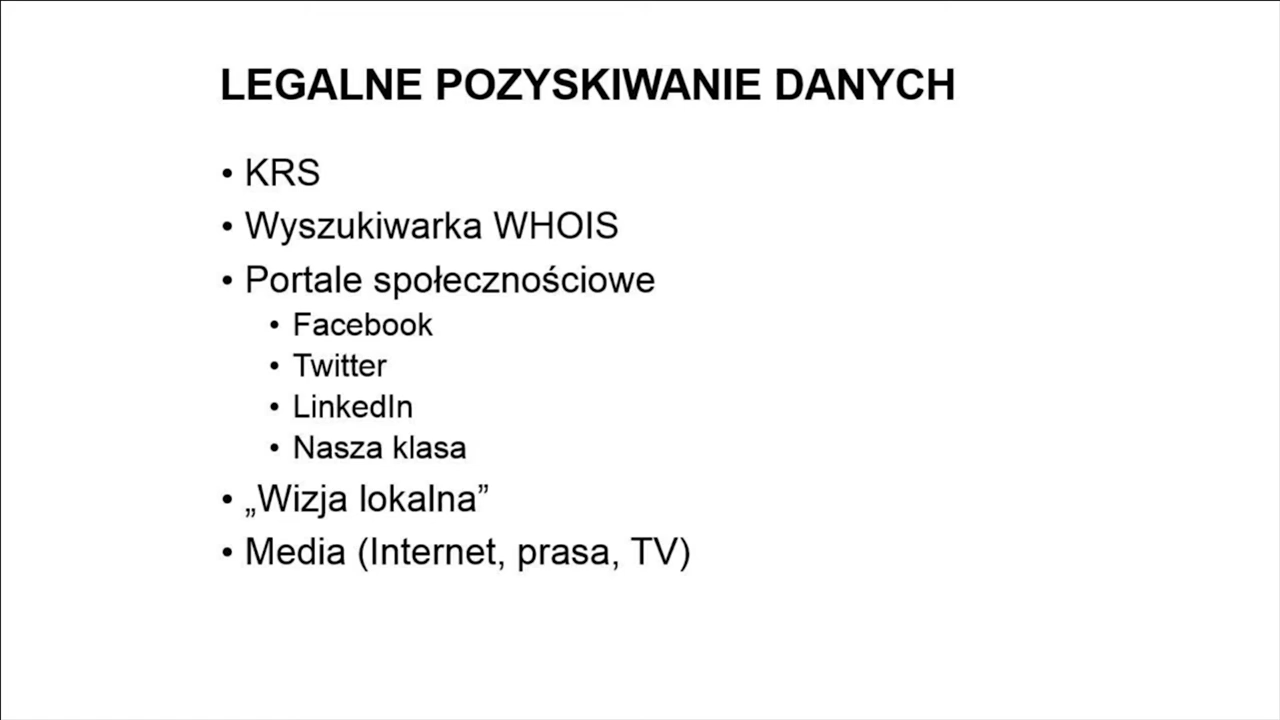 LEGALNE POZYSKIWANIE DANYCH
• KRS
• Wyszukiwarka WHOIS
• Portale społecznościowe
• Facebook
• Twitter
• LinkedIn
• Nasza klasa
• „Wizja lokalna”
• Media (Internet, prasa, TV)